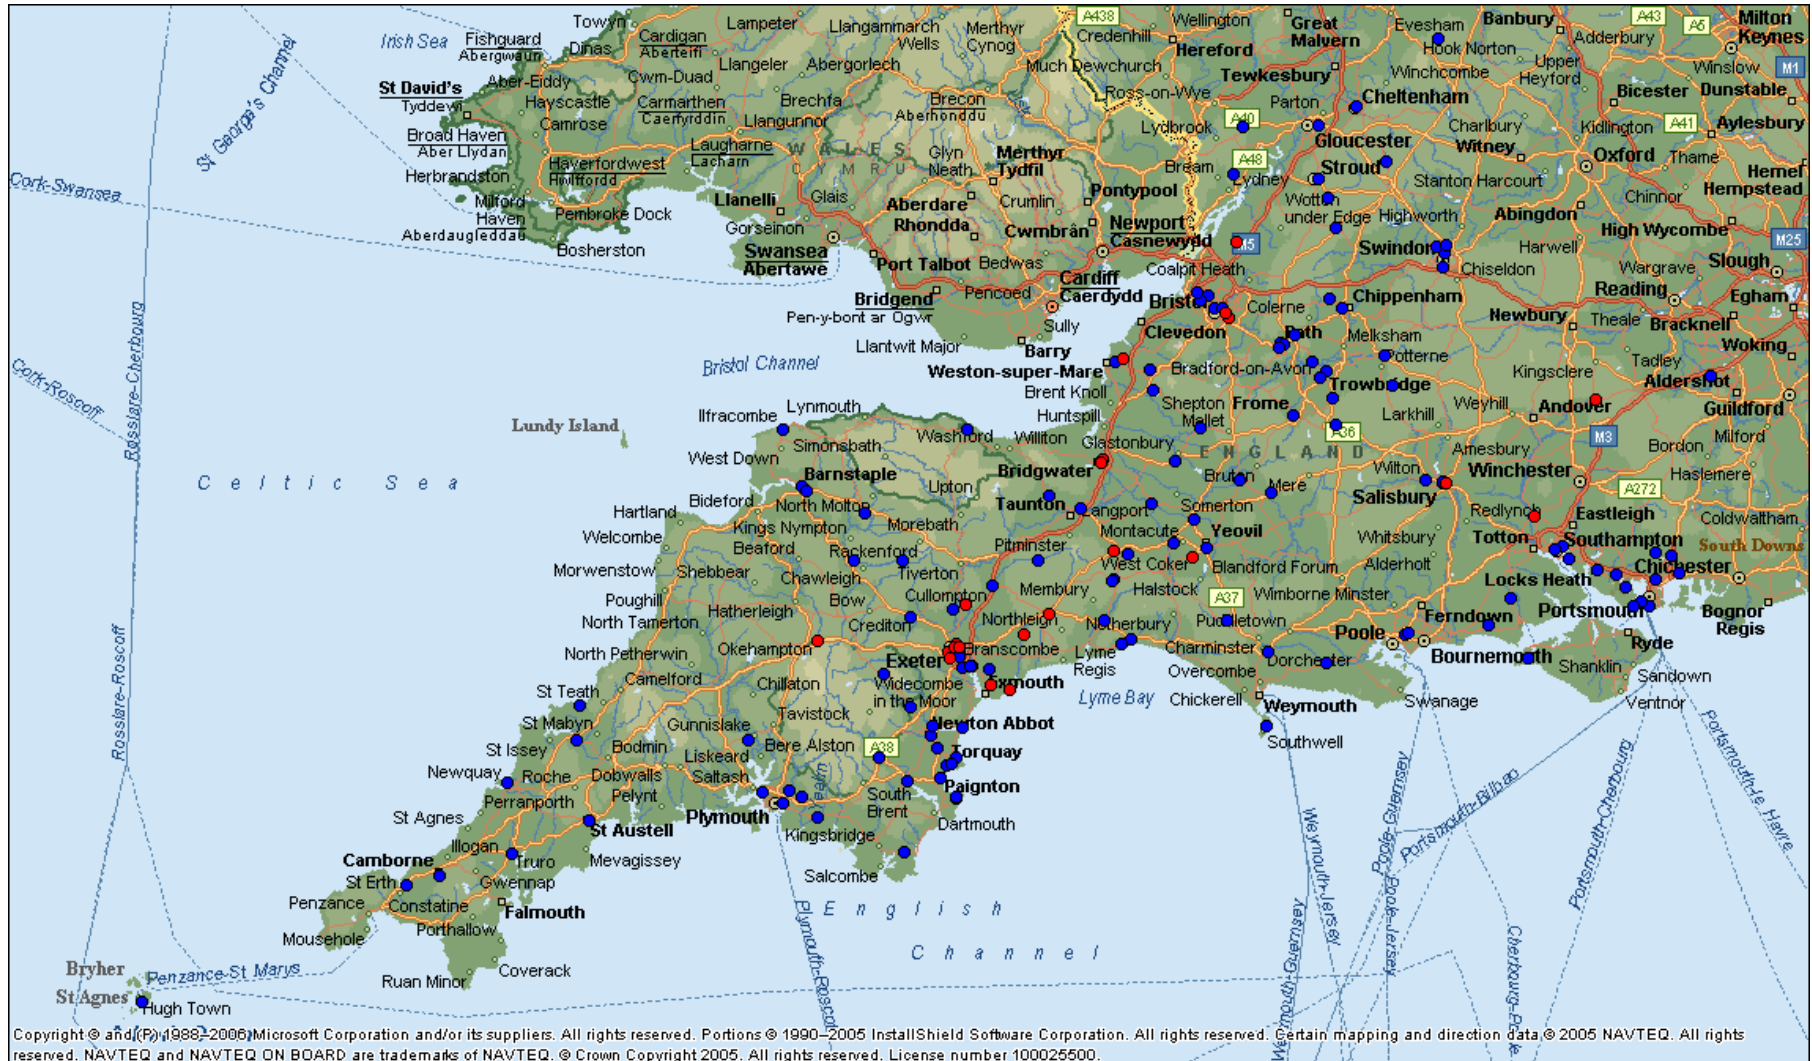 Towyn
Lampeter
Llangammarch
Wells
Merthyr
Cynog
A438
Credenhill
Wellington
Great
Malvern
Evesham
Banbury
A43
A5
Milton
Keynes
Irish Sea
Fishguard
Abergwaun
Dinas
Cardigan
Aberteifi
Hereford
Hook Norton
Adderbury
St George's Channel
Aber-Eiddy
Cwm-Duad
Llangeler
Abergorlech
Much Dewchurch
Tewkesbury
Winchcombe
Upper
Heyford
Winslow
M1
St David's
Tyddewi
Hayscastle
Carmarthen
Caerfyrddin
Brechfa
Brecon
Aberhonddu
Usk
Ross-on-Wye
Parton
Cheltenham
Bicester
Dunstable
Broad Haven
Aber Llydan
Camrose
Llangunnor
Lydbrook
A40
Gloucester
Charlbury
Kidlington
A41
Aylesbury
Laugharne
Lacharn
WALES
CYMRU
Glyn
Neath
Merthyr
Tydfil
A48
Witney
Oxford
Thame
Herbrandston
Haverfordwest
Hwlffordd
Bream
Lydney
Stroud
Stanton Harcourt
Hemel
Hempstead
Cork-Swansea
Milford
Haven
Aberdaugleddau
Pembroke Dock
Llanelli
Glais
Aberdare
Crumlin
Pontypool
Wotton
under Edge
Highworth
Abingdon
Chinnor
Gorseinon
Rhondda
Cwmbrân
Newport
Casnewydd
High Wycombe
Bosherston
Swansea
Abertawe
Port Talbot
Bedwas
M5
Swindon
Harwell
M25
Coalpit Heath
Chiseldon
Wargrave
Slough
Bridgend
Pen-y-bont ar Ogwr
Pencoed
Cardiff
Caerdydd
Bristol
Colerne
Chippenham
Reading
Egham
Sully
Clevedon
Newbury
Theale
Bracknell
Rosslare-Cherbourg
Llantwit Major
Barry
Bath
Melksham
Woking
Bristol Channel
Weston-super-Mare
Bradford-on-Avon
Potterne
Kingsclere
Tadley
Cork-Roscoff
Brent Knoll
Trowbridge
Aldershot
Lundy Island
Ilfracombe
Lynmouth
Huntspill
Shepton
Mallet
Frome
Larkhill
Weyhill
Andover
Guildford
Simonsbath
Washford
Williton
Glastonbury
A36
M3
Milford
West Down
ENGLAND
Amesbury
Bordon
Celtic Sea
Barnstaple
Bridgwater
Bruton
Mere
Wilton
Winchester
Haslemere
Bideford
North Molton
Upton
Taunton
Langport
Somerton
Salisbury
A272
Hartland
Redlynch
Eastleigh
Coldwaltham
Welcombe
Kings Nympton
Morebath
Montacute
Yeovil
Whitsbury
Totton
Southampton
South Downs
Beaford
Rackenford
Pitminster
Morwenstow
Shebbear
Chawleigh
Tiverton
West Coker
Blandford Forum
Alderholt
Locks Heath
Chichester
Poughill
Bow
Cullompton
Membury
Halstock
A37
Wimborne Minster
Hatherleigh
North Tamerton
Crediton
Northleigh
Netherbury
Puddletown
Ferndown
Portsmouth
Bognor
Regis
Rosslare-Roscoff
North Petherwin
Okehampton
Exeter
Branscombe
Lyme
Regis
Charminster
Dorchester
Poole
Bournemouth
Ryde
Camelford
Chillaton
Widecombe
in the Moor
Exmouth
Overcombe
Shanklin
Sandown
St Teath
Lyme Bay
Chickerell
Weymouth
Swanage
Ventnor
St Mabyn
Gunnislake
Tavistock
Newton Abbot
Southwell
St Issey
Bodmin
Liskeard
Bere Alston
A38
Torquay
Newquay
Roche
Dobwalls
Saltash
Perranporth
Pelynt
Plymouth
South
Brent
Paignton
St Agnes
St Austell
Kingsbridge
Dartmouth
Illogan
Camborne
Truro
Mevagissey
St Erth
Gwennap
Salcombe
Penzance
Constantine
Falmouth
English
Channel
Mousehole
Porthallow
Bryher
St Agnes
Penzance-St Marys
Ruan Minor
Coverack
Hugh Town
Plymouth-Roscoff
Weymouth-Guernsey
Weymouth-Jersey
Poole-Guernsey
Poole-Jersey
Portsmouth-Bilbao
Portsmouth-Cherbourg
Portsmouth-le Havre
Cherbourg-Poole
Copyright © and (P) 1988–2006 Microsoft Corporation and/or its suppliers. All rights reserved. Portions © 1990–2005 InstallShield Software Corporation. All rights reserved. Certain mapping and direction data © 2005 NAVTEQ. All rights
reserved. NAVTEQ and NAVTEQ ON BOARD are trademarks of NAVTEQ. © Crown Copyright 2005. All rights reserved. License number 100025500.